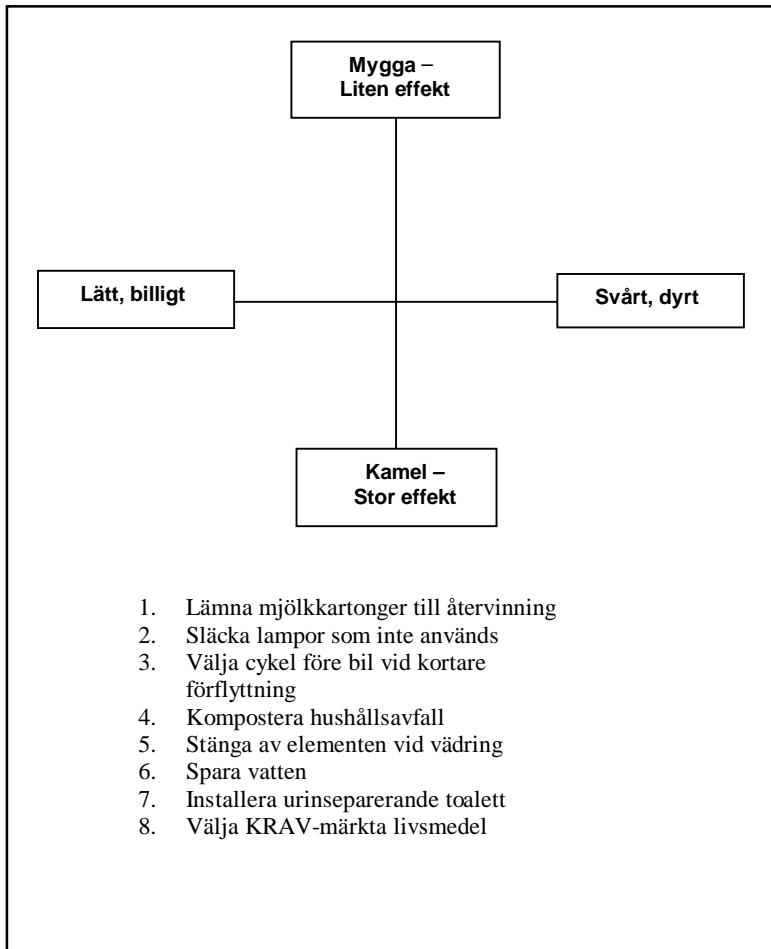 Mygga –
Liten effekt
Lätt, billigt
Svårt, dyrt
Kamel –
Stor effekt
1. Lämna mjölkkartonger till återvinning
2. Släcka lampor som inte används
3. Välja cykel före bil vid kortare
förflyttning
4. Kompostera hushållsavfall
5. Stänga av elementen vid vädring
6. Spara vatten
7. Installera urinseparerande toalett
8. Välja KRAV-märkta livsmedel